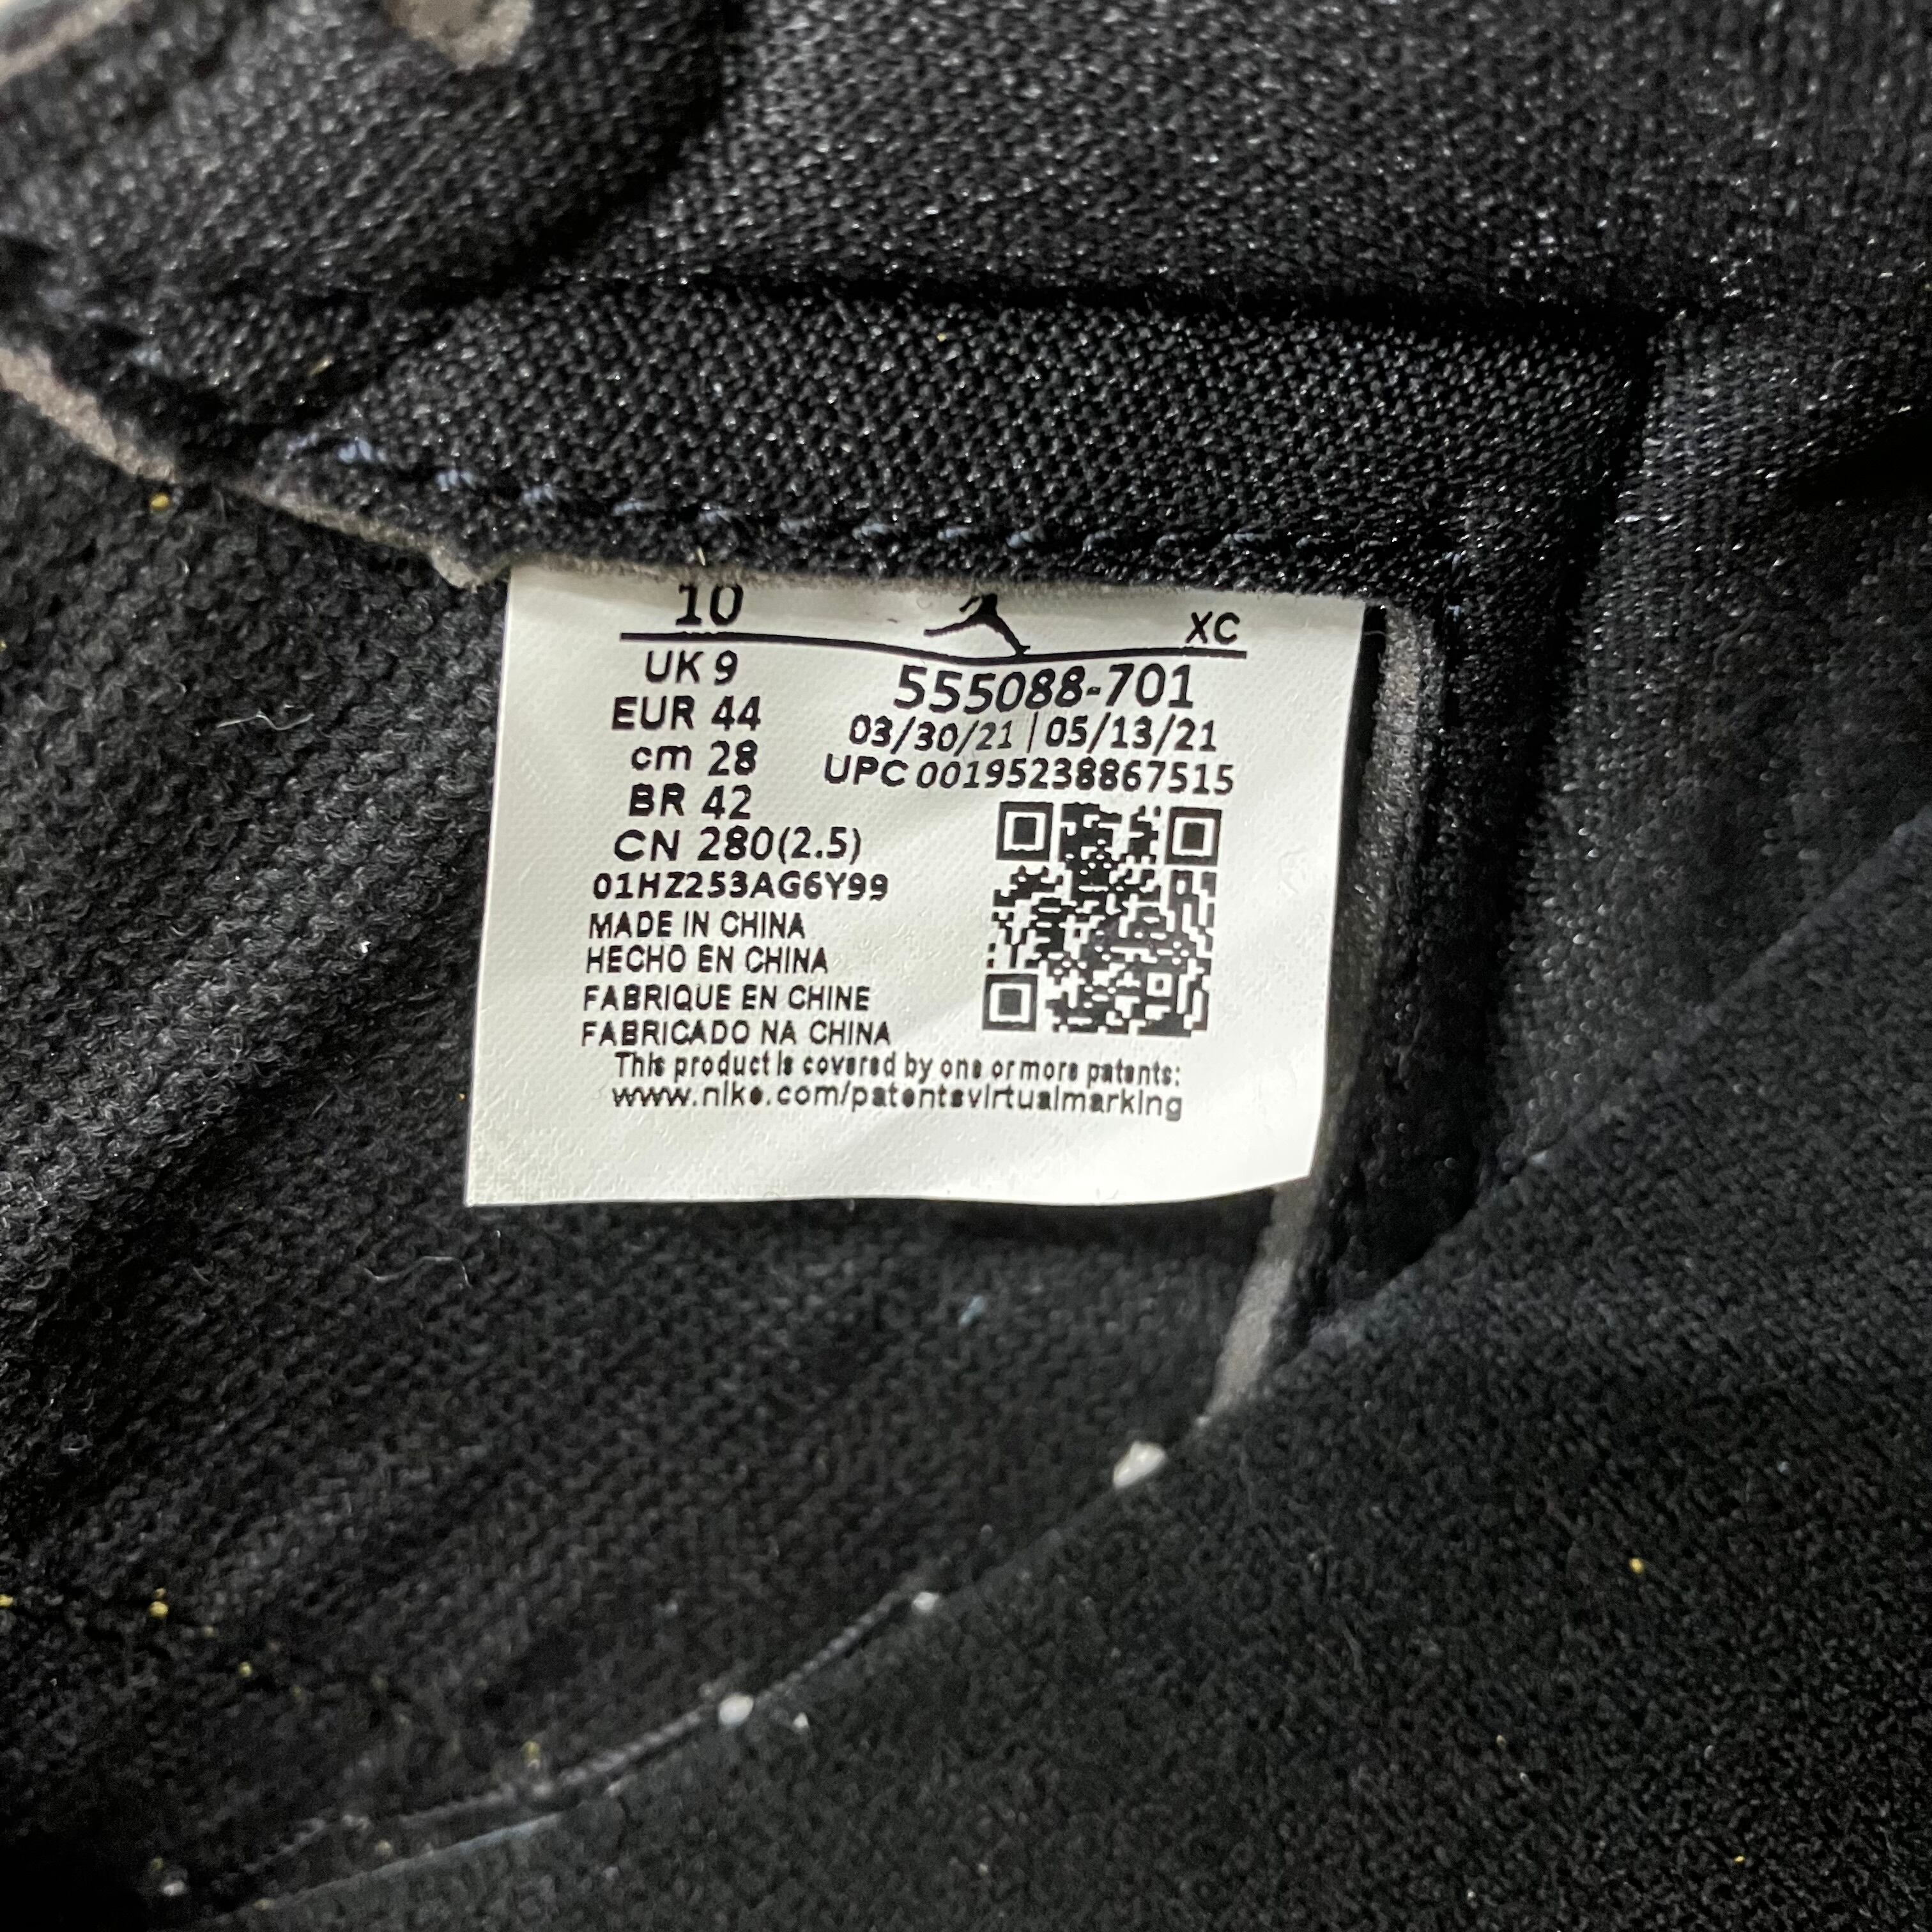 10 XC
UK 9
EUR 44
cm 28
BR 42
CN 280(2.5)
01HZ253AG6Y99
555088-701
03/30/21 | 05/13/21
UPC 00195238867515
MADE IN CHINA
HECHO EN CHINA
FABRIQUE EN CHINE
FABRICADO NA CHINA
This product is covered by one or more patents:
www.nike.com/patentsvirtualmarking